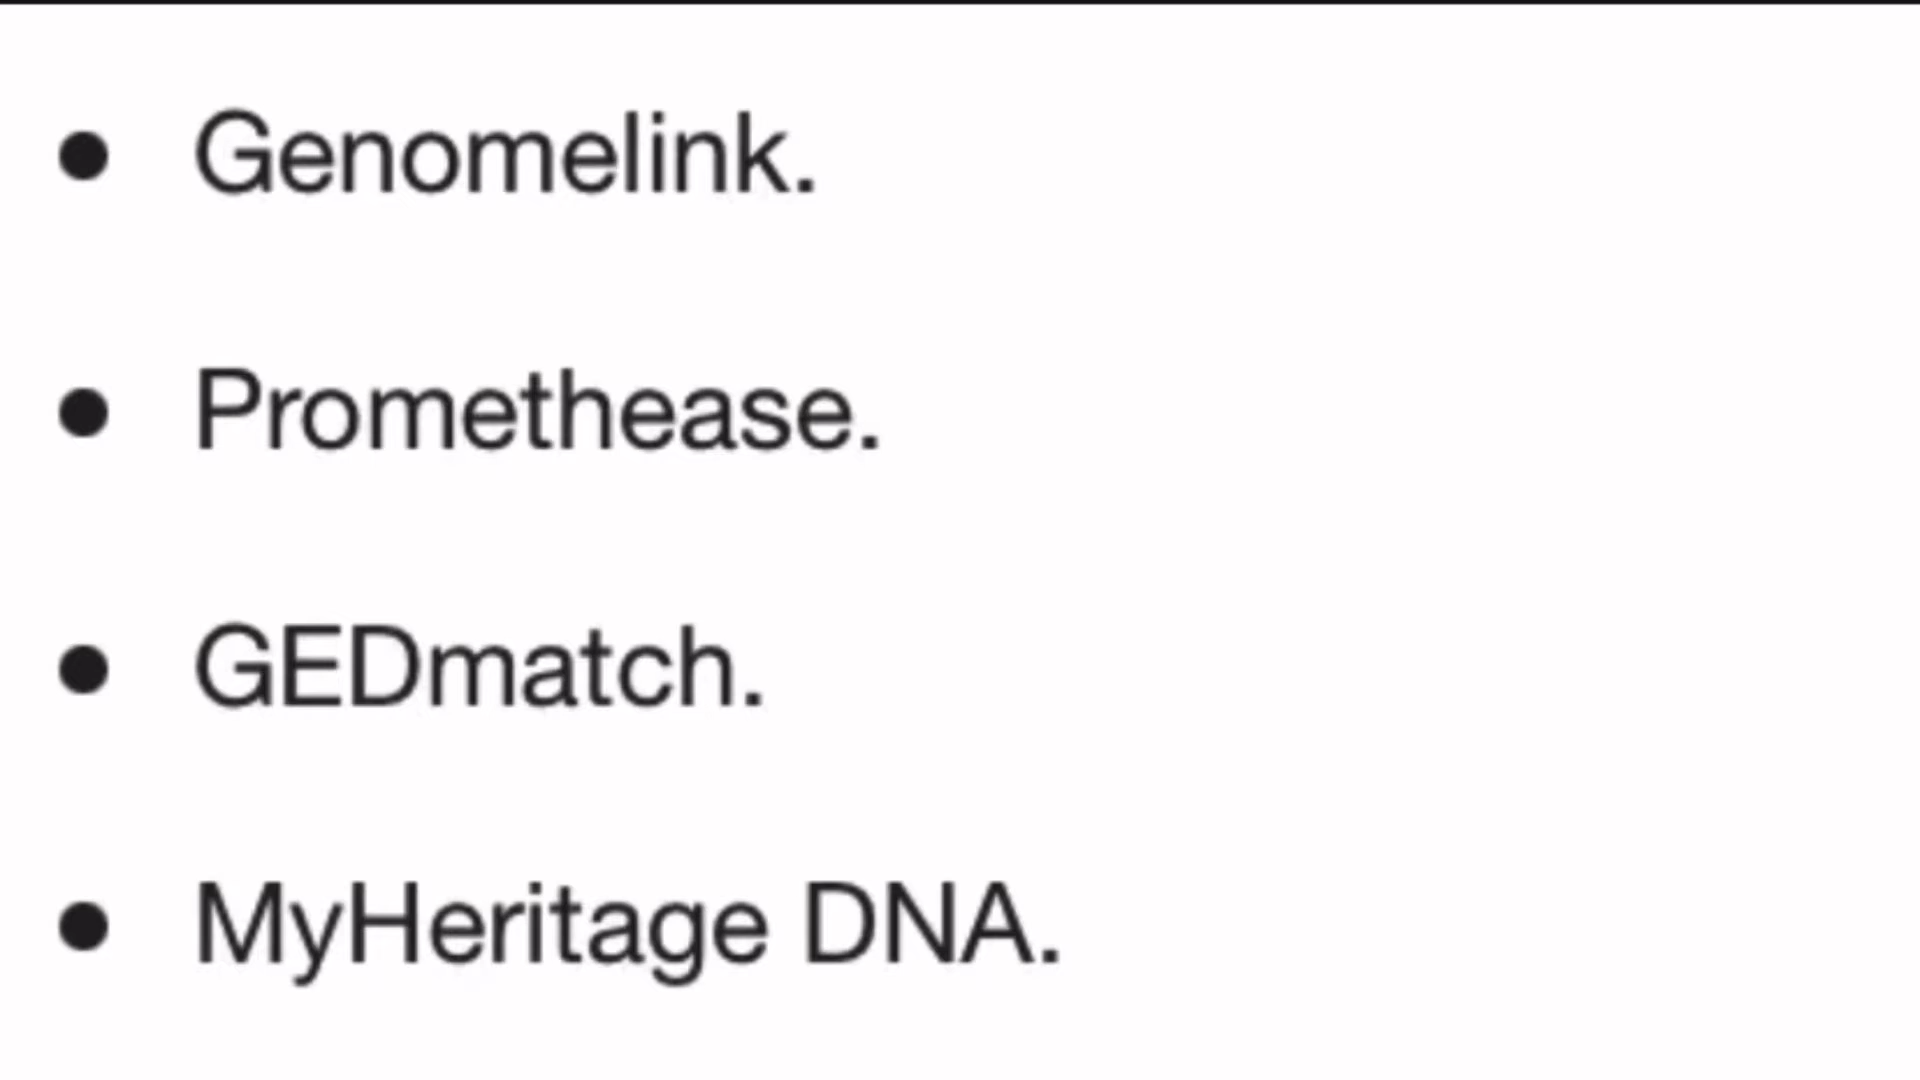 • Genomelink.
• Promethease.
• GEDmatch.
• MyHeritage DNA.